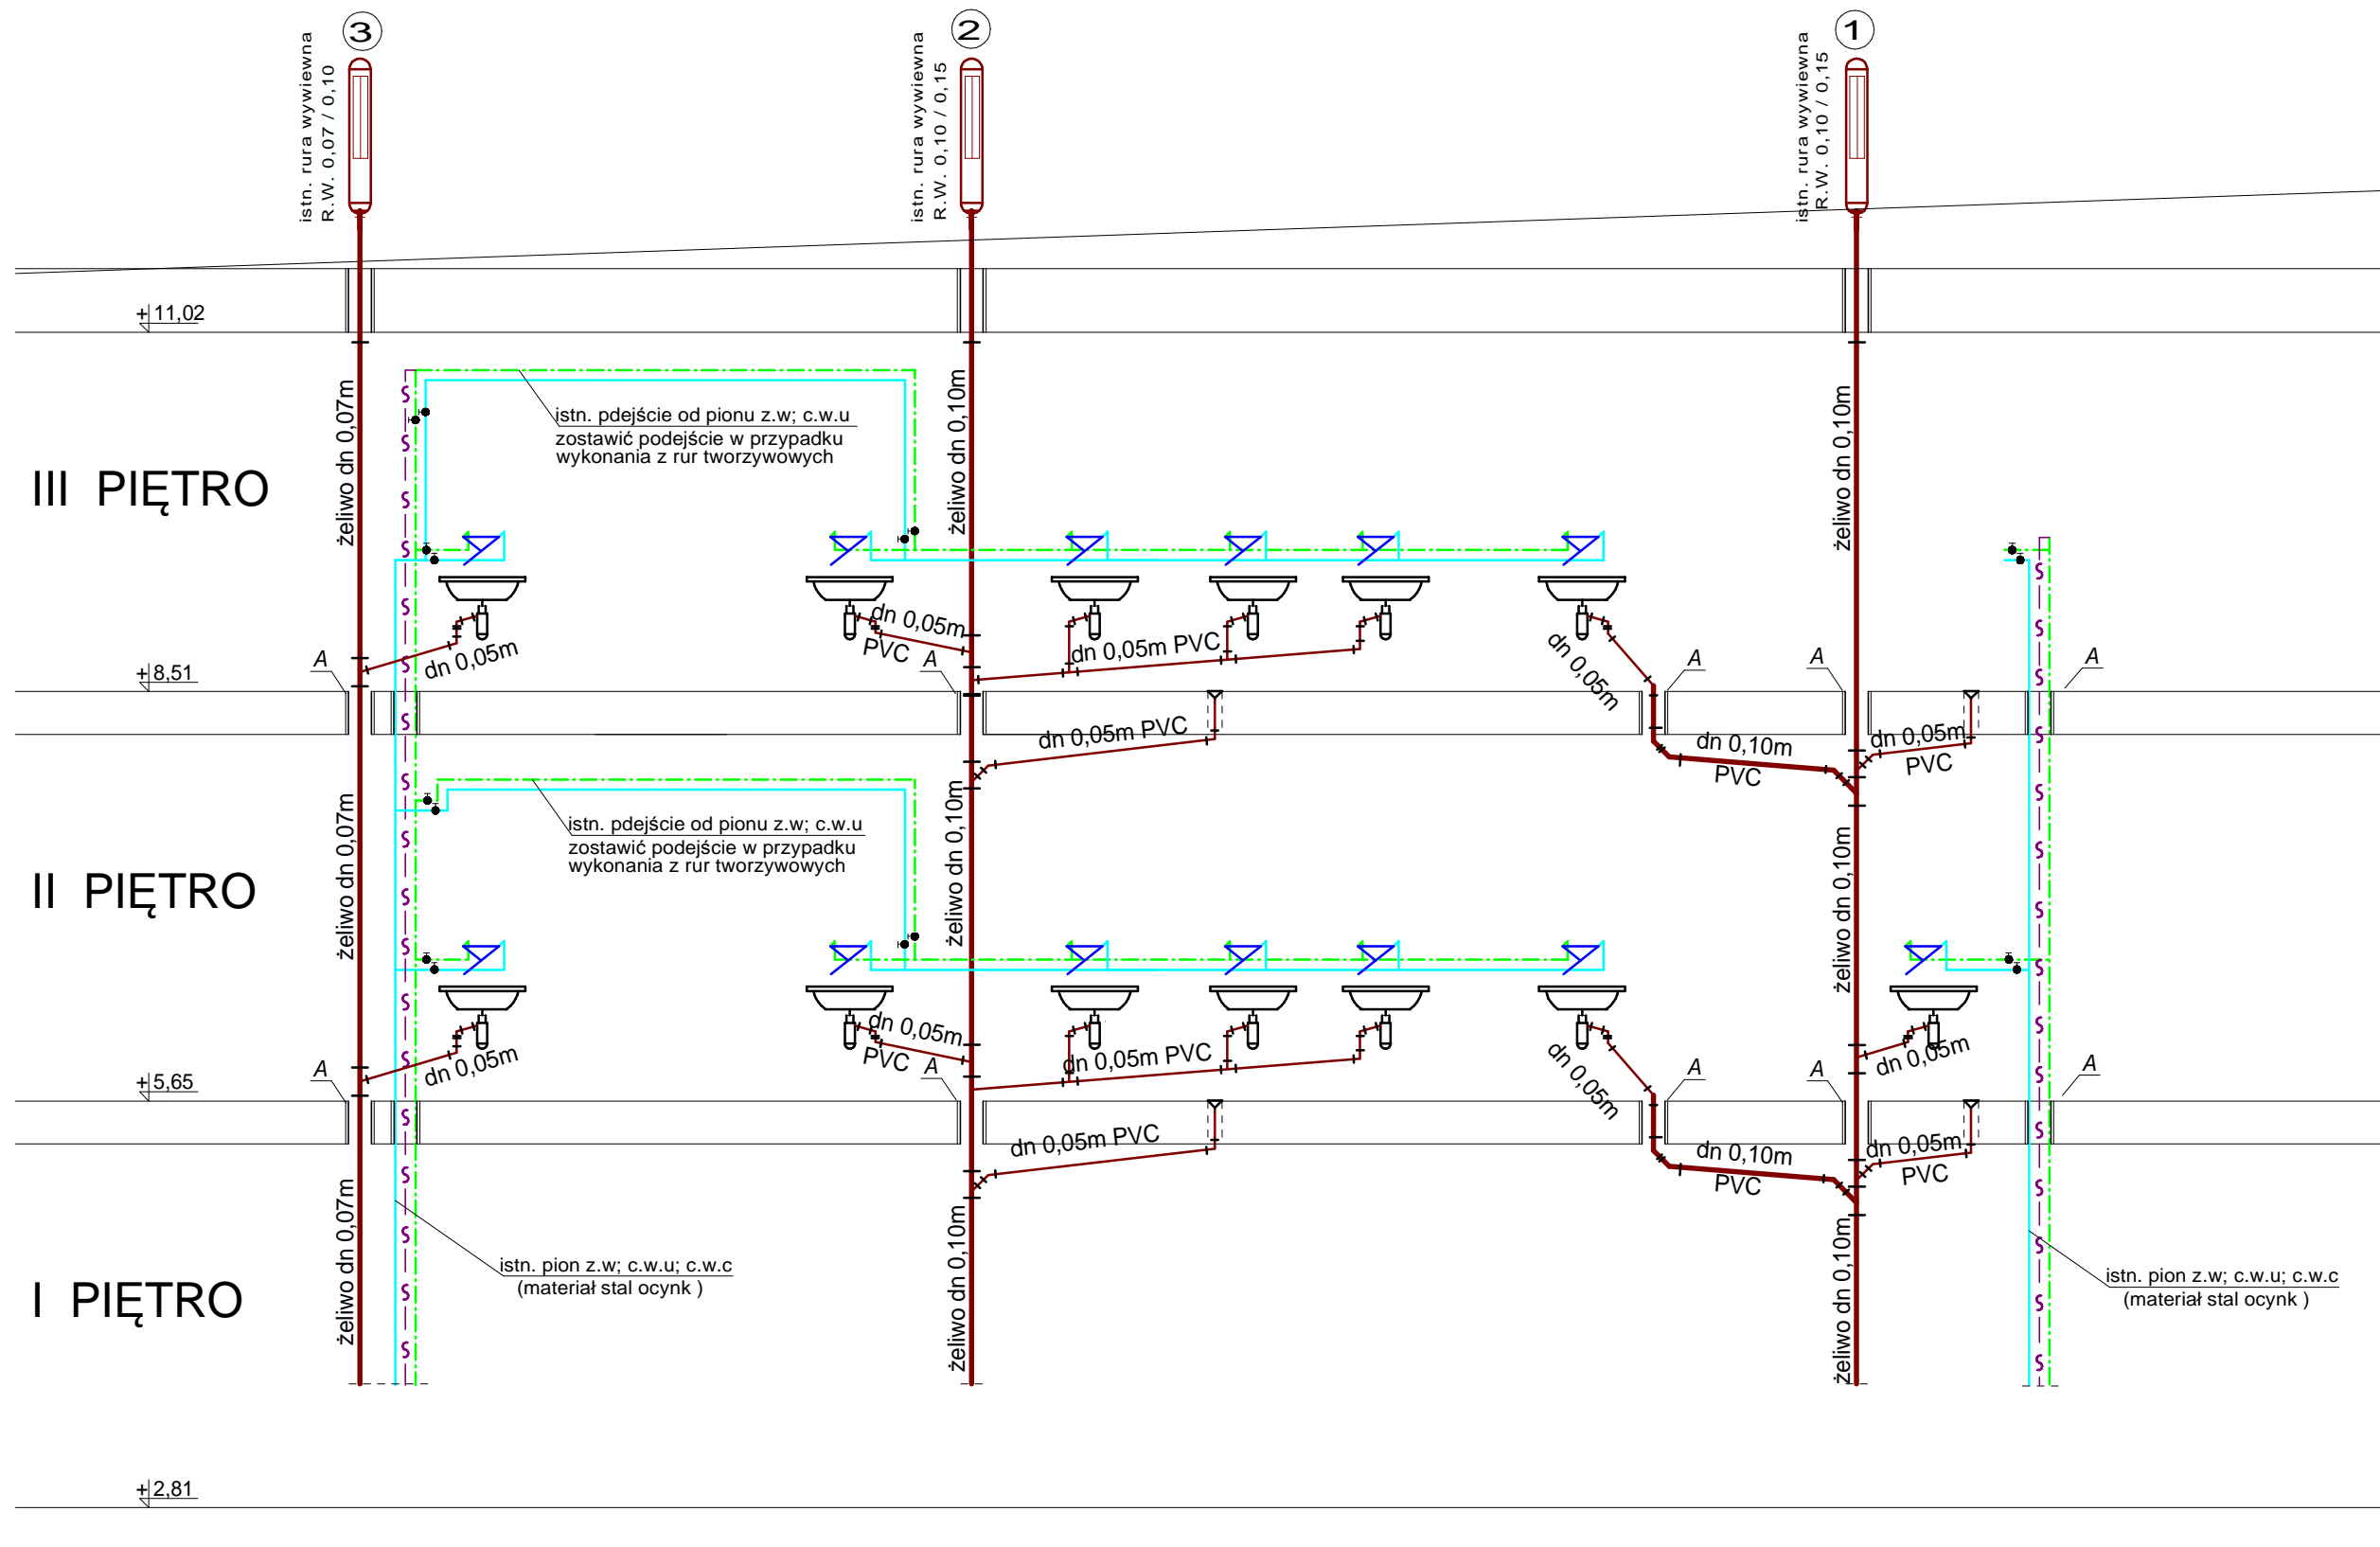 3
2
1
istn. rura wywiewna
R.W. 0,07 / 0,10
istn. rura wywiewna
R.W. 0,10 / 0,15
istn. rura wywiewna
R.W. 0,10 / 0,15
+11,02
III PIĘTRO
żeliwo dn 0,07m
istn. pdejście od pionu z.w; c.w.u
zostawić podejście w przypadku
wykonania z rur tworzywowych
żeliwo dn 0,10m
żeliwo dn 0,10m
dn 0,05m
dn 0,05m
PVC
dn 0,05m PVC
dn 0,05m
+8,51
A
A
A
A
A
dn 0,05m PVC
dn 0,10m
PVC
dn 0,05m
PVC
II PIĘTRO
żeliwo dn 0,07m
istn. pdejście od pionu z.w; c.w.u
zostawić podejście w przypadku
wykonania z rur tworzywowych
żeliwo dn 0,10m
żeliwo dn 0,10m
dn 0,05m
dn 0,05m
PVC
dn 0,05m PVC
dn 0,05m
dn 0,05m
+5,65
A
A
A
A
A
dn 0,05m PVC
dn 0,10m
PVC
dn 0,05m
PVC
I PIĘTRO
żeliwo dn 0,07m
istn. pion z.w; c.w.u; c.w.c
(materiał stal ocynk )
żeliwo dn 0,10m
żeliwo dn 0,10m
istn. pion z.w; c.w.u; c.w.c
(materiał stal ocynk )
+2,81